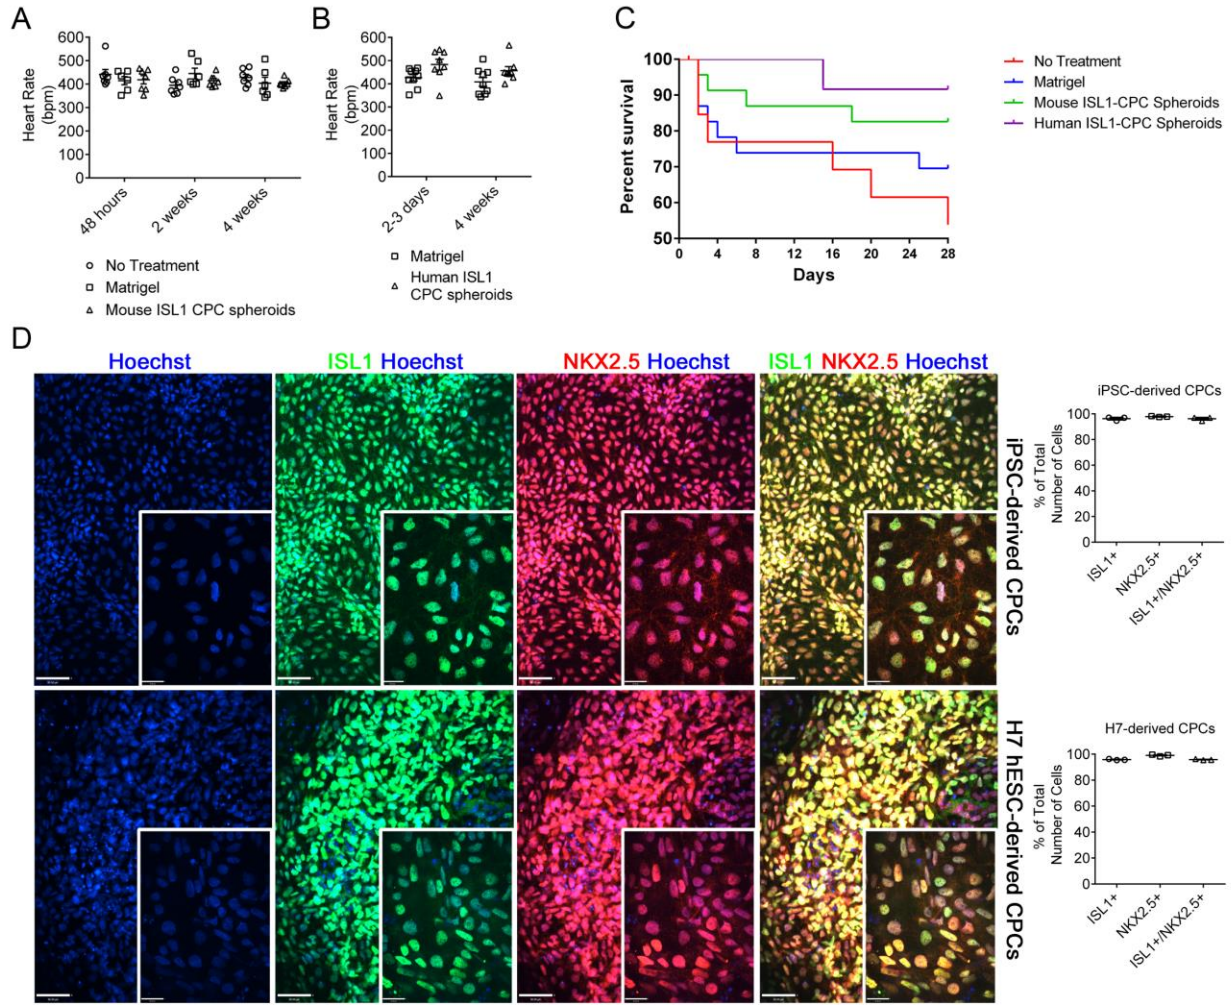 A
600
500
400
300
200
100
0
Heart Rate
(bpm)
48 hours
2 weeks
4 weeks
No Treatment
Matrigel
Mouse ISL1 CPC spheroids
B
600
500
400
300
200
100
0
Heart Rate
(bpm)
2-3 days
4 weeks
Matrigel
Human ISL1
CPC spheroids
C
100
90
80
70
60
50
Percent survival
0 4 8 12 16 20 24 28
Days
No Treatment
Matrigel
Mouse ISL1-CPC Spheroids
Human ISL1-CPC Spheroids
D
Hoechst
ISL1 Hoechst
NKX2.5 Hoechst
ISL1 NKX2.5 Hoechst
iPSC-derived CPCs
iPSC-derived CPCs
100
80
60
40
20
0
% of Total
Number of Cells
ISL1+
NKX2.5+
ISL1+/NKX2.5+
H7 hESC-derived CPCs
H7-derived CPCs
100
80
60
40
20
0
% of Total
Number of Cells
ISL1+
NKX2.5+
ISL1+/NKX2.5+